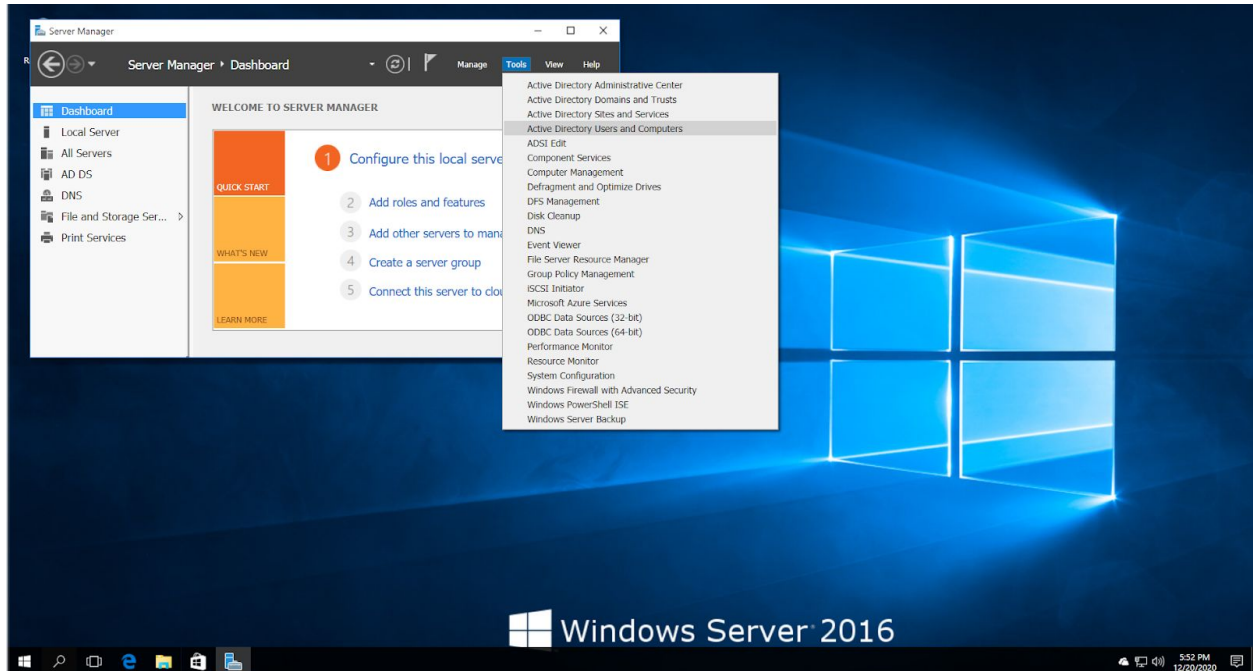 Server Manager
R
Server Manager • Dashboard
Manage Tools View Help
Dashboard
Local Server
All Servers
AD DS
DNS
File and Storage Ser...
Print Services
WELCOME TO SERVER MANAGER
QUICK START
WHAT'S NEW
LEARN MORE
1 Configure this local serve
2 Add roles and features
3 Add other servers to mana
4 Create a server group
5 Connect this server to clou
Active Directory Administrative Center
Active Directory Domains and Trusts
Active Directory Sites and Services
Active Directory Users and Computers
ADSI Edit
Component Services
Computer Management
Defragment and Optimize Drives
DFS Management
Disk Cleanup
DNS
Event Viewer
File Server Resource Manager
Group Policy Management
iSCSI Initiator
Microsoft Azure Services
ODBC Data Sources (32-bit)
ODBC Data Sources (64-bit)
Performance Monitor
Resource Monitor
System Configuration
Windows Firewall with Advanced Security
Windows PowerShell ISE
Windows Server Backup
Windows Server 2016
5:52 PM
12/20/2020